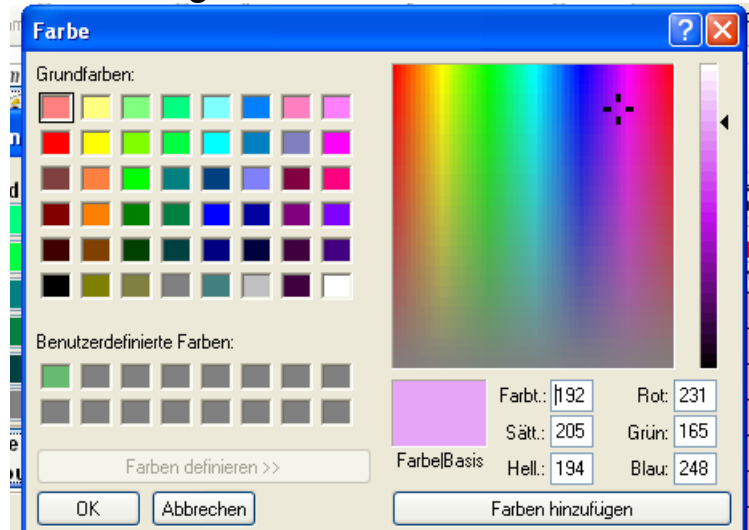 Farbe
Grundfarben:
Benutzerdefinierte Farben:
Farben definieren >>
OK Abbrechen
Farbt.: 192 Rot: 231
Sätt.: 205 Grün: 165
Farbe|Basis Hell.: 194 Blau: 248
Farben hinzufügen